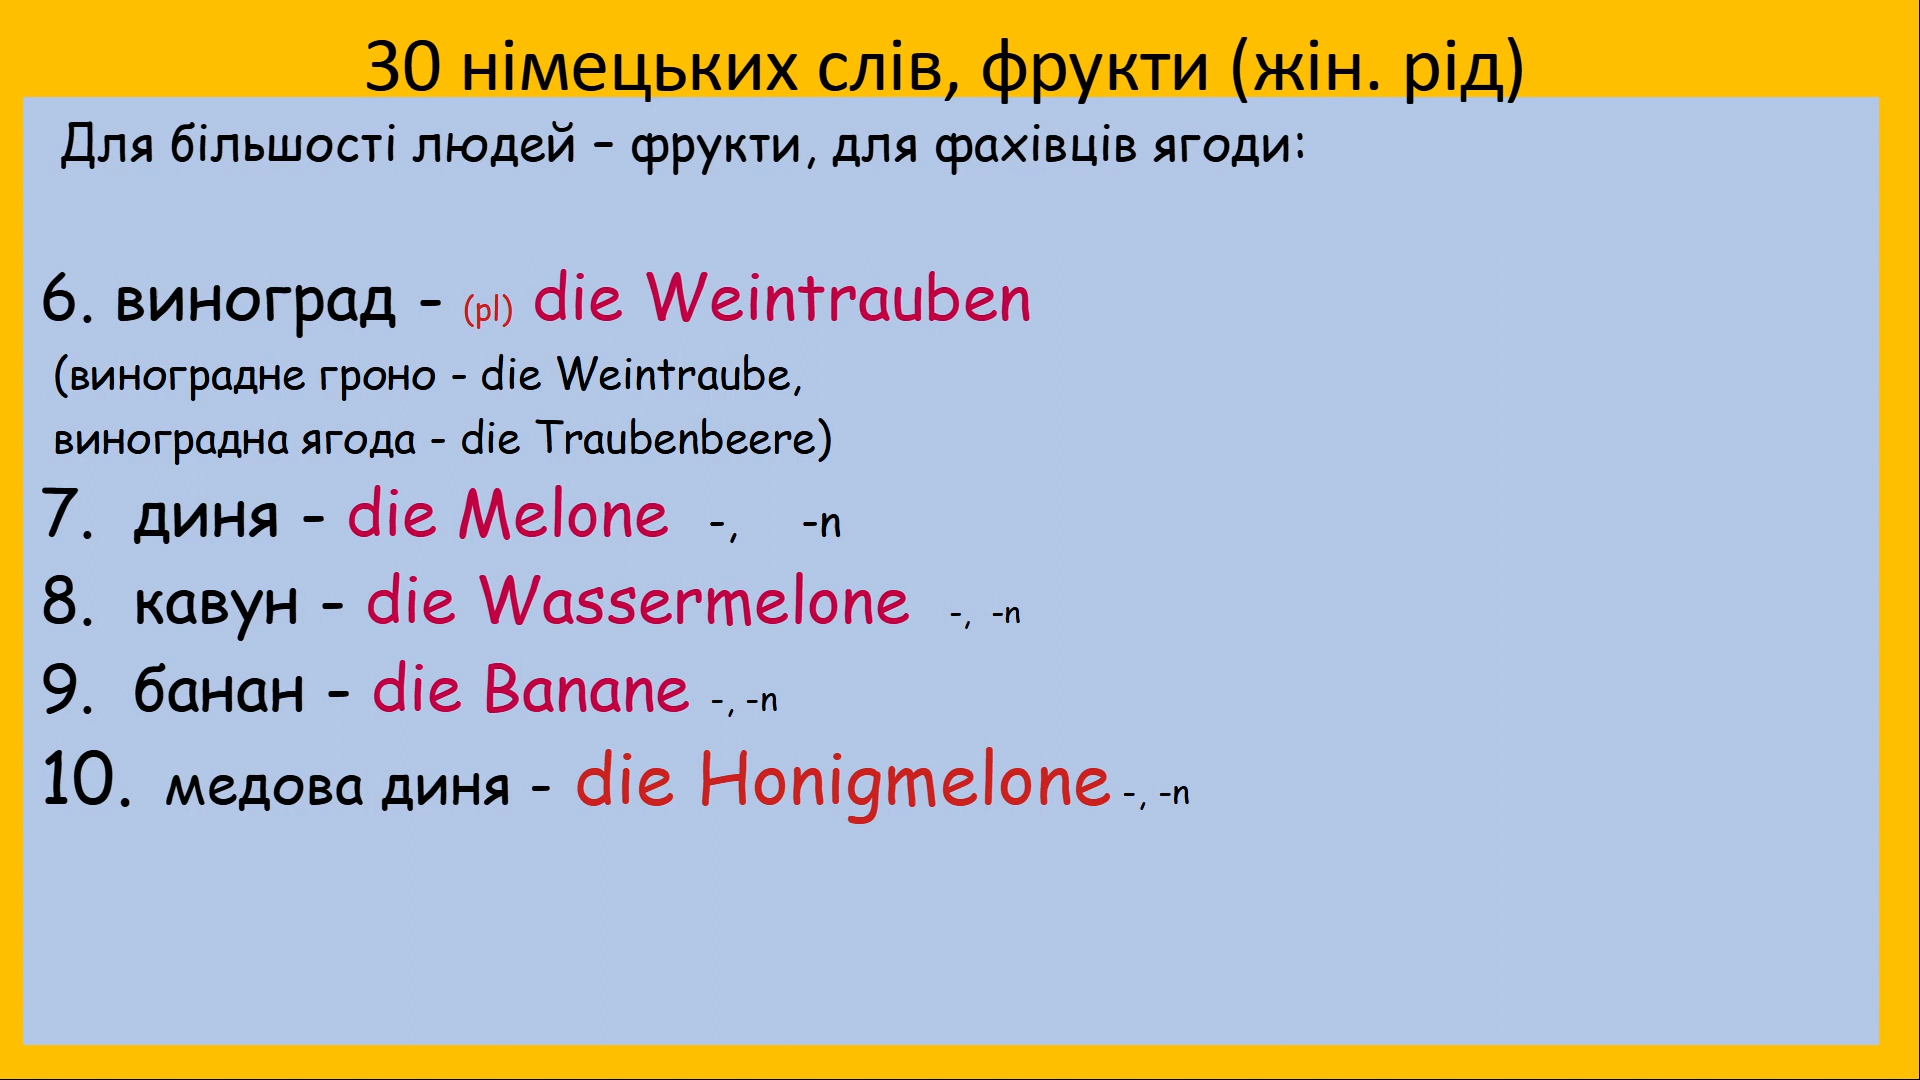 30 німецьких слів, фрукти (жін. рід)
Для більшості людей – фрукти, для фахівців ягоди:
6. виноград - (pl) die Weintrauben
(виноградне гроно - die Weintraube,
виноградна ягода - die Traubenbeere)
7. диня - die Melone -, -n
8. кавун - die Wassermelone -, -n
9. банан - die Banane -, -n
10. медова диня - die Honigmelone -, -n